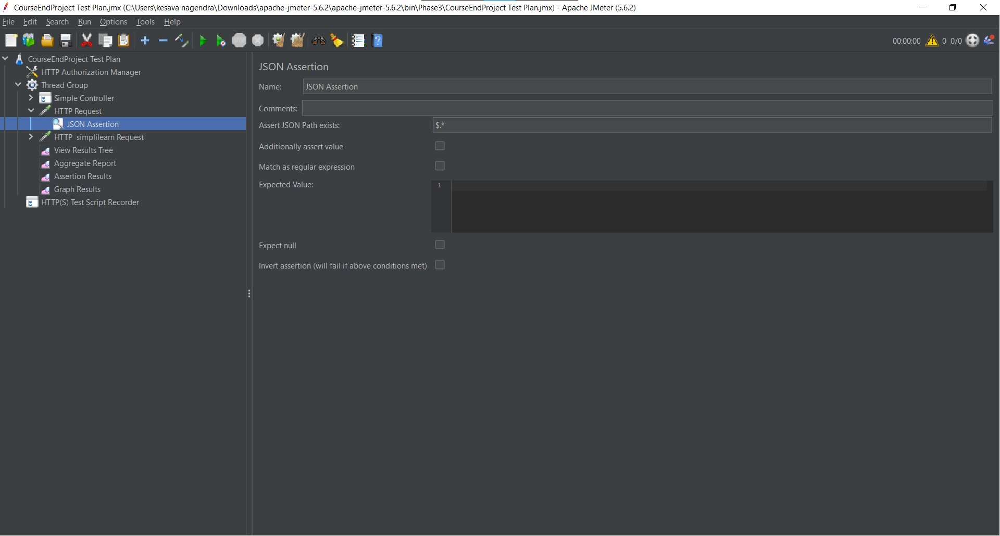 CourseEndProject Test Plan.jmx (C:\Users\kesava nagendra\Downloads\apache-jmeter-5.6.2\apache-jmeter-5.6.2\bin\Phase3\CourseEndProject Test Plan.jmx) - Apache JMeter (5.6.2)
File Edit Search Run Options Tools Help
STOP 00:00:00 0 0/0
CourseEndProject Test Plan
HTTP Authorization Manager
Thread Group
Simple Controller
HTTP Request
JSON Assertion
HTTP  simplilearn Request
View Results Tree
Aggregate Report
Assertion Results
Graph Results
HTTP(S) Test Script Recorder
JSON Assertion
Name: JSON Assertion
Comments:
Assert JSON Path exists: $.*
Additionally assert value
Match as regular expression
Expected Value: 1
Expect null
Invert assertion (will fail if above conditions met)